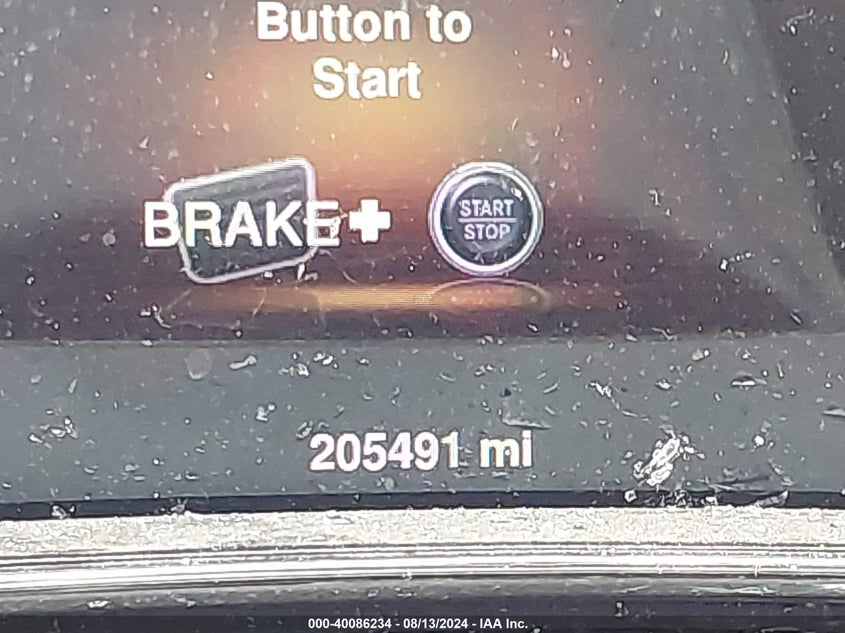 Button to
Start
BRAKE+
START
STOP
205491 mi
000-40086234 - 08/13/2024 - IAA Inc.